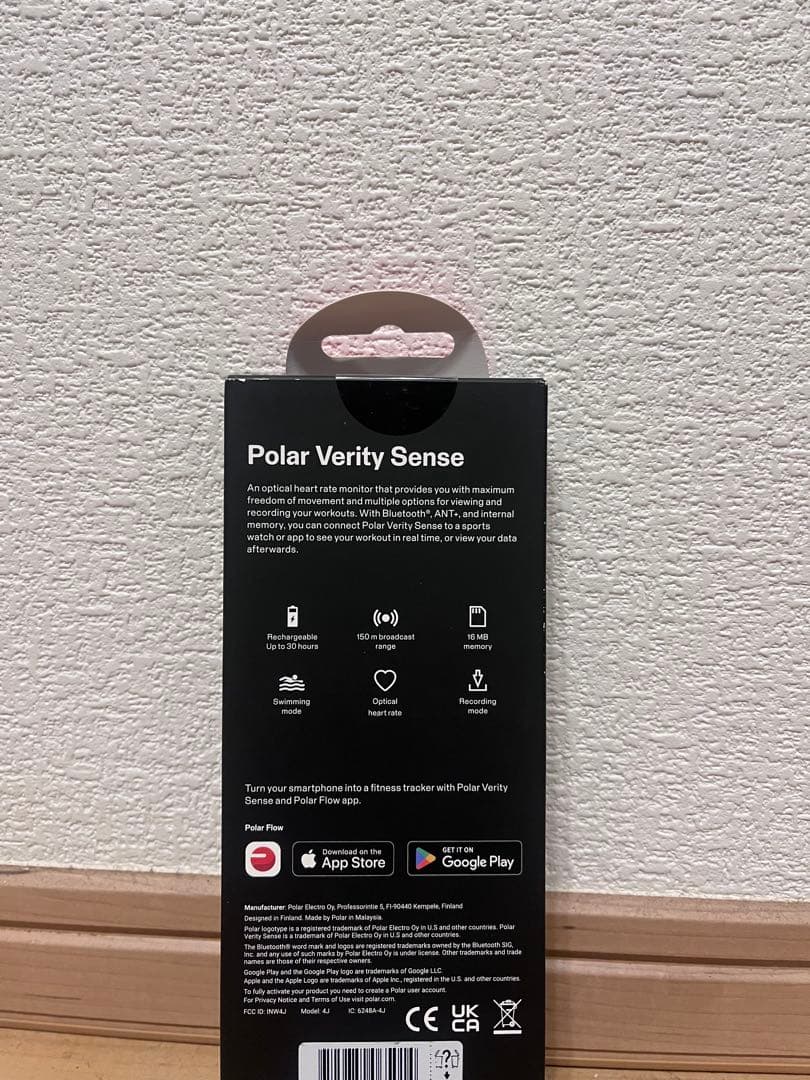 Polar Verity Sense
An optical heart rate monitor that provides you with maximum
freedom of movement and multiple options for viewing and
recording your workouts. With Bluetooth®, ANT+, and internal
memory, you can connect Polar Verity Sense to a sports
watch or app to see your workout in real time, or view your data
afterwards.
Rechargeable
Up to 30 hours
150 m broadcast
range
16 MB
memory
Swimming
mode
Optical
heart rate
Recording
mode
Turn your smartphone into a fitness tracker with Polar Verity
Sense and Polar Flow app.
Polar Flow
Download on the
App Store
GET IT ON
Google Play
Manufacturer: Polar Electro Oy, Professorintie 5, FI-90440 Kempele, Finland
Designed in Finland. Made by Polar in Malaysia.
Polar logotype is a registered trademark of Polar Electro Oy in U.S and other countries. Polar
Verity Sense is a trademark of Polar Electro Oy in U.S and other countries.
The Bluetooth® word mark and logos are registered trademarks owned by the Bluetooth SIG,
Inc. and any use of such marks by Polar Electro Oy is under license. Other trademarks and trade
names are those of their respective owners.
Google Play and the Google Play logo are trademarks of Google LLC.
Apple and the Apple Logo are trademarks of Apple Inc., registered in the U.S. and other countries.
To fully activate your product you need to create a Polar user account.
For Privacy Notice and Terms of Use visit polar.com.
FCC ID: INW4J Model: 4J IC: 6248A-4J
CE
UK
CA
?